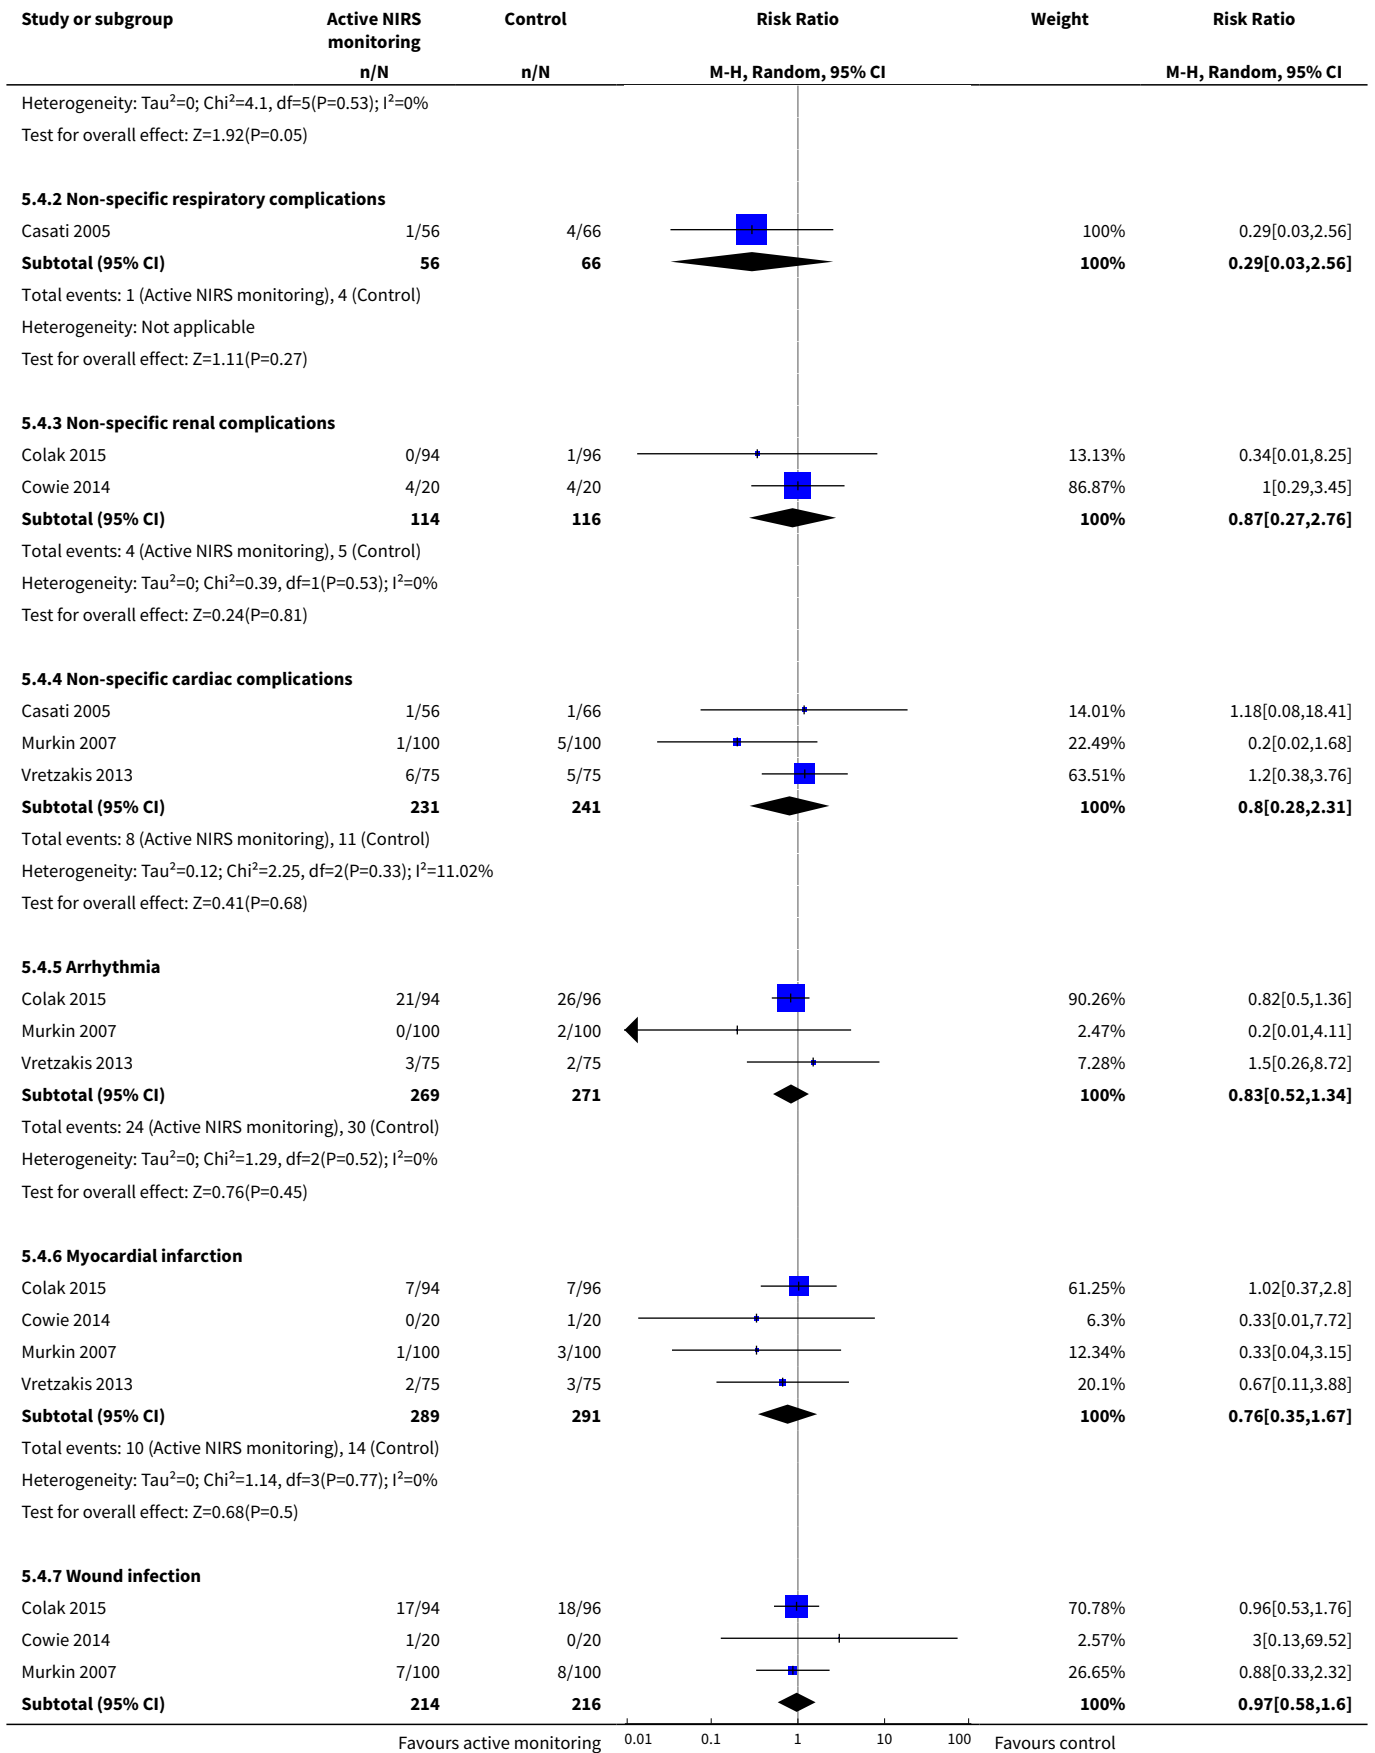 Study or subgroup Active NIRS monitoring Control Risk Ratio Weight Risk Ratio
n/N n/N M-H, Random, 95% CI M-H, Random, 95% CI
Heterogeneity: Tau²=0; Chi²=4.1, df=5(P=0.53); I²=0%
Test for overall effect: Z=1.92(P=0.05)
5.4.2 Non-specific respiratory complications
Casati 2005 1/56 4/66 100% 0.29[0.03,2.56]
Subtotal (95% CI) 56 66 100% 0.29[0.03,2.56]
Total events: 1 (Active NIRS monitoring), 4 (Control)
Heterogeneity: Not applicable
Test for overall effect: Z=1.11(P=0.27)
5.4.3 Non-specific renal complications
Colak 2015 0/94 1/96 13.13% 0.34[0.01,8.25]
Cowie 2014 4/20 4/20 86.87% 1[0.29,3.45]
Subtotal (95% CI) 114 116 100% 0.87[0.27,2.76]
Total events: 4 (Active NIRS monitoring), 5 (Control)
Heterogeneity: Tau²=0; Chi²=0.39, df=1(P=0.53); I²=0%
Test for overall effect: Z=0.24(P=0.81)
5.4.4 Non-specific cardiac complications
Casati 2005 1/56 1/66 14.01% 1.18[0.08,18.41]
Murkin 2007 1/100 5/100 22.49% 0.2[0.02,1.68]
Vretzakis 2013 6/75 5/75 63.51% 1.2[0.38,3.76]
Subtotal (95% CI) 231 241 100% 0.8[0.28,2.31]
Total events: 8 (Active NIRS monitoring), 11 (Control)
Heterogeneity: Tau²=0.12; Chi²=2.25, df=2(P=0.33); I²=11.02%
Test for overall effect: Z=0.41(P=0.68)
5.4.5 Arrhythmia
Colak 2015 21/94 26/96 90.26% 0.82[0.5,1.36]
Murkin 2007 0/100 2/100 2.47% 0.2[0.01,4.11]
Vretzakis 2013 3/75 2/75 7.28% 1.5[0.26,8.72]
Subtotal (95% CI) 269 271 100% 0.83[0.52,1.34]
Total events: 24 (Active NIRS monitoring), 30 (Control)
Heterogeneity: Tau²=0; Chi²=1.29, df=2(P=0.52); I²=0%
Test for overall effect: Z=0.76(P=0.45)
5.4.6 Myocardial infarction
Colak 2015 7/94 7/96 61.25% 1.02[0.37,2.8]
Cowie 2014 0/20 1/20 6.3% 0.33[0.01,7.72]
Murkin 2007 1/100 3/100 12.34% 0.33[0.04,3.15]
Vretzakis 2013 2/75 3/75 20.1% 0.67[0.11,3.88]
Subtotal (95% CI) 289 291 100% 0.76[0.35,1.67]
Total events: 10 (Active NIRS monitoring), 14 (Control)
Heterogeneity: Tau²=0; Chi²=1.14, df=3(P=0.77); I²=0%
Test for overall effect: Z=0.68(P=0.5)
5.4.7 Wound infection
Colak 2015 17/94 18/96 70.78% 0.96[0.53,1.76]
Cowie 2014 1/20 0/20 2.57% 3[0.13,69.52]
Murkin 2007 7/100 8/100 26.65% 0.88[0.33,2.32]
Subtotal (95% CI) 214 216 100% 0.97[0.58,1.6]
Favours active monitoring 0.01 0.1 1 10 100 Favours control